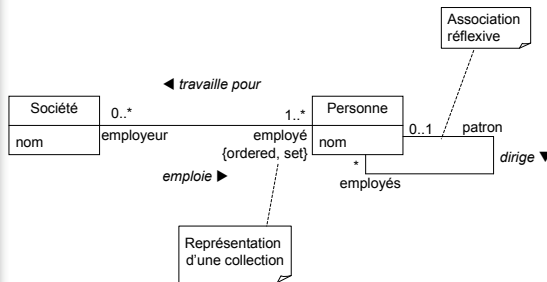 Association
réflexive
◄ travaille pour
Société
0..*
1..*
Personne
0..1
patron
nom
employeur
employé
nom
{ordered, set}
*
dirige ▼
emploie ►
employés
Représentation
d'une collection